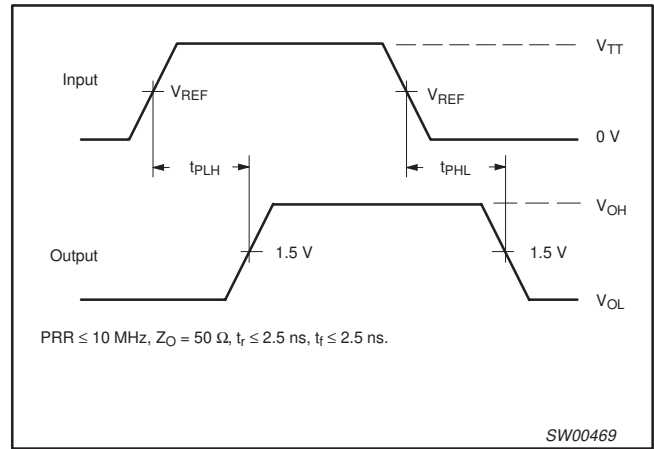 V_TT
Input
V_REF V_REF
0 V
t_PLH t_PHL
V_OH
Output 1.5 V 1.5 V
V_OL
PRR ≤ 10 MHz, Z_O = 50 Ω, t_r ≤ 2.5 ns, t_f ≤ 2.5 ns.
SW00469